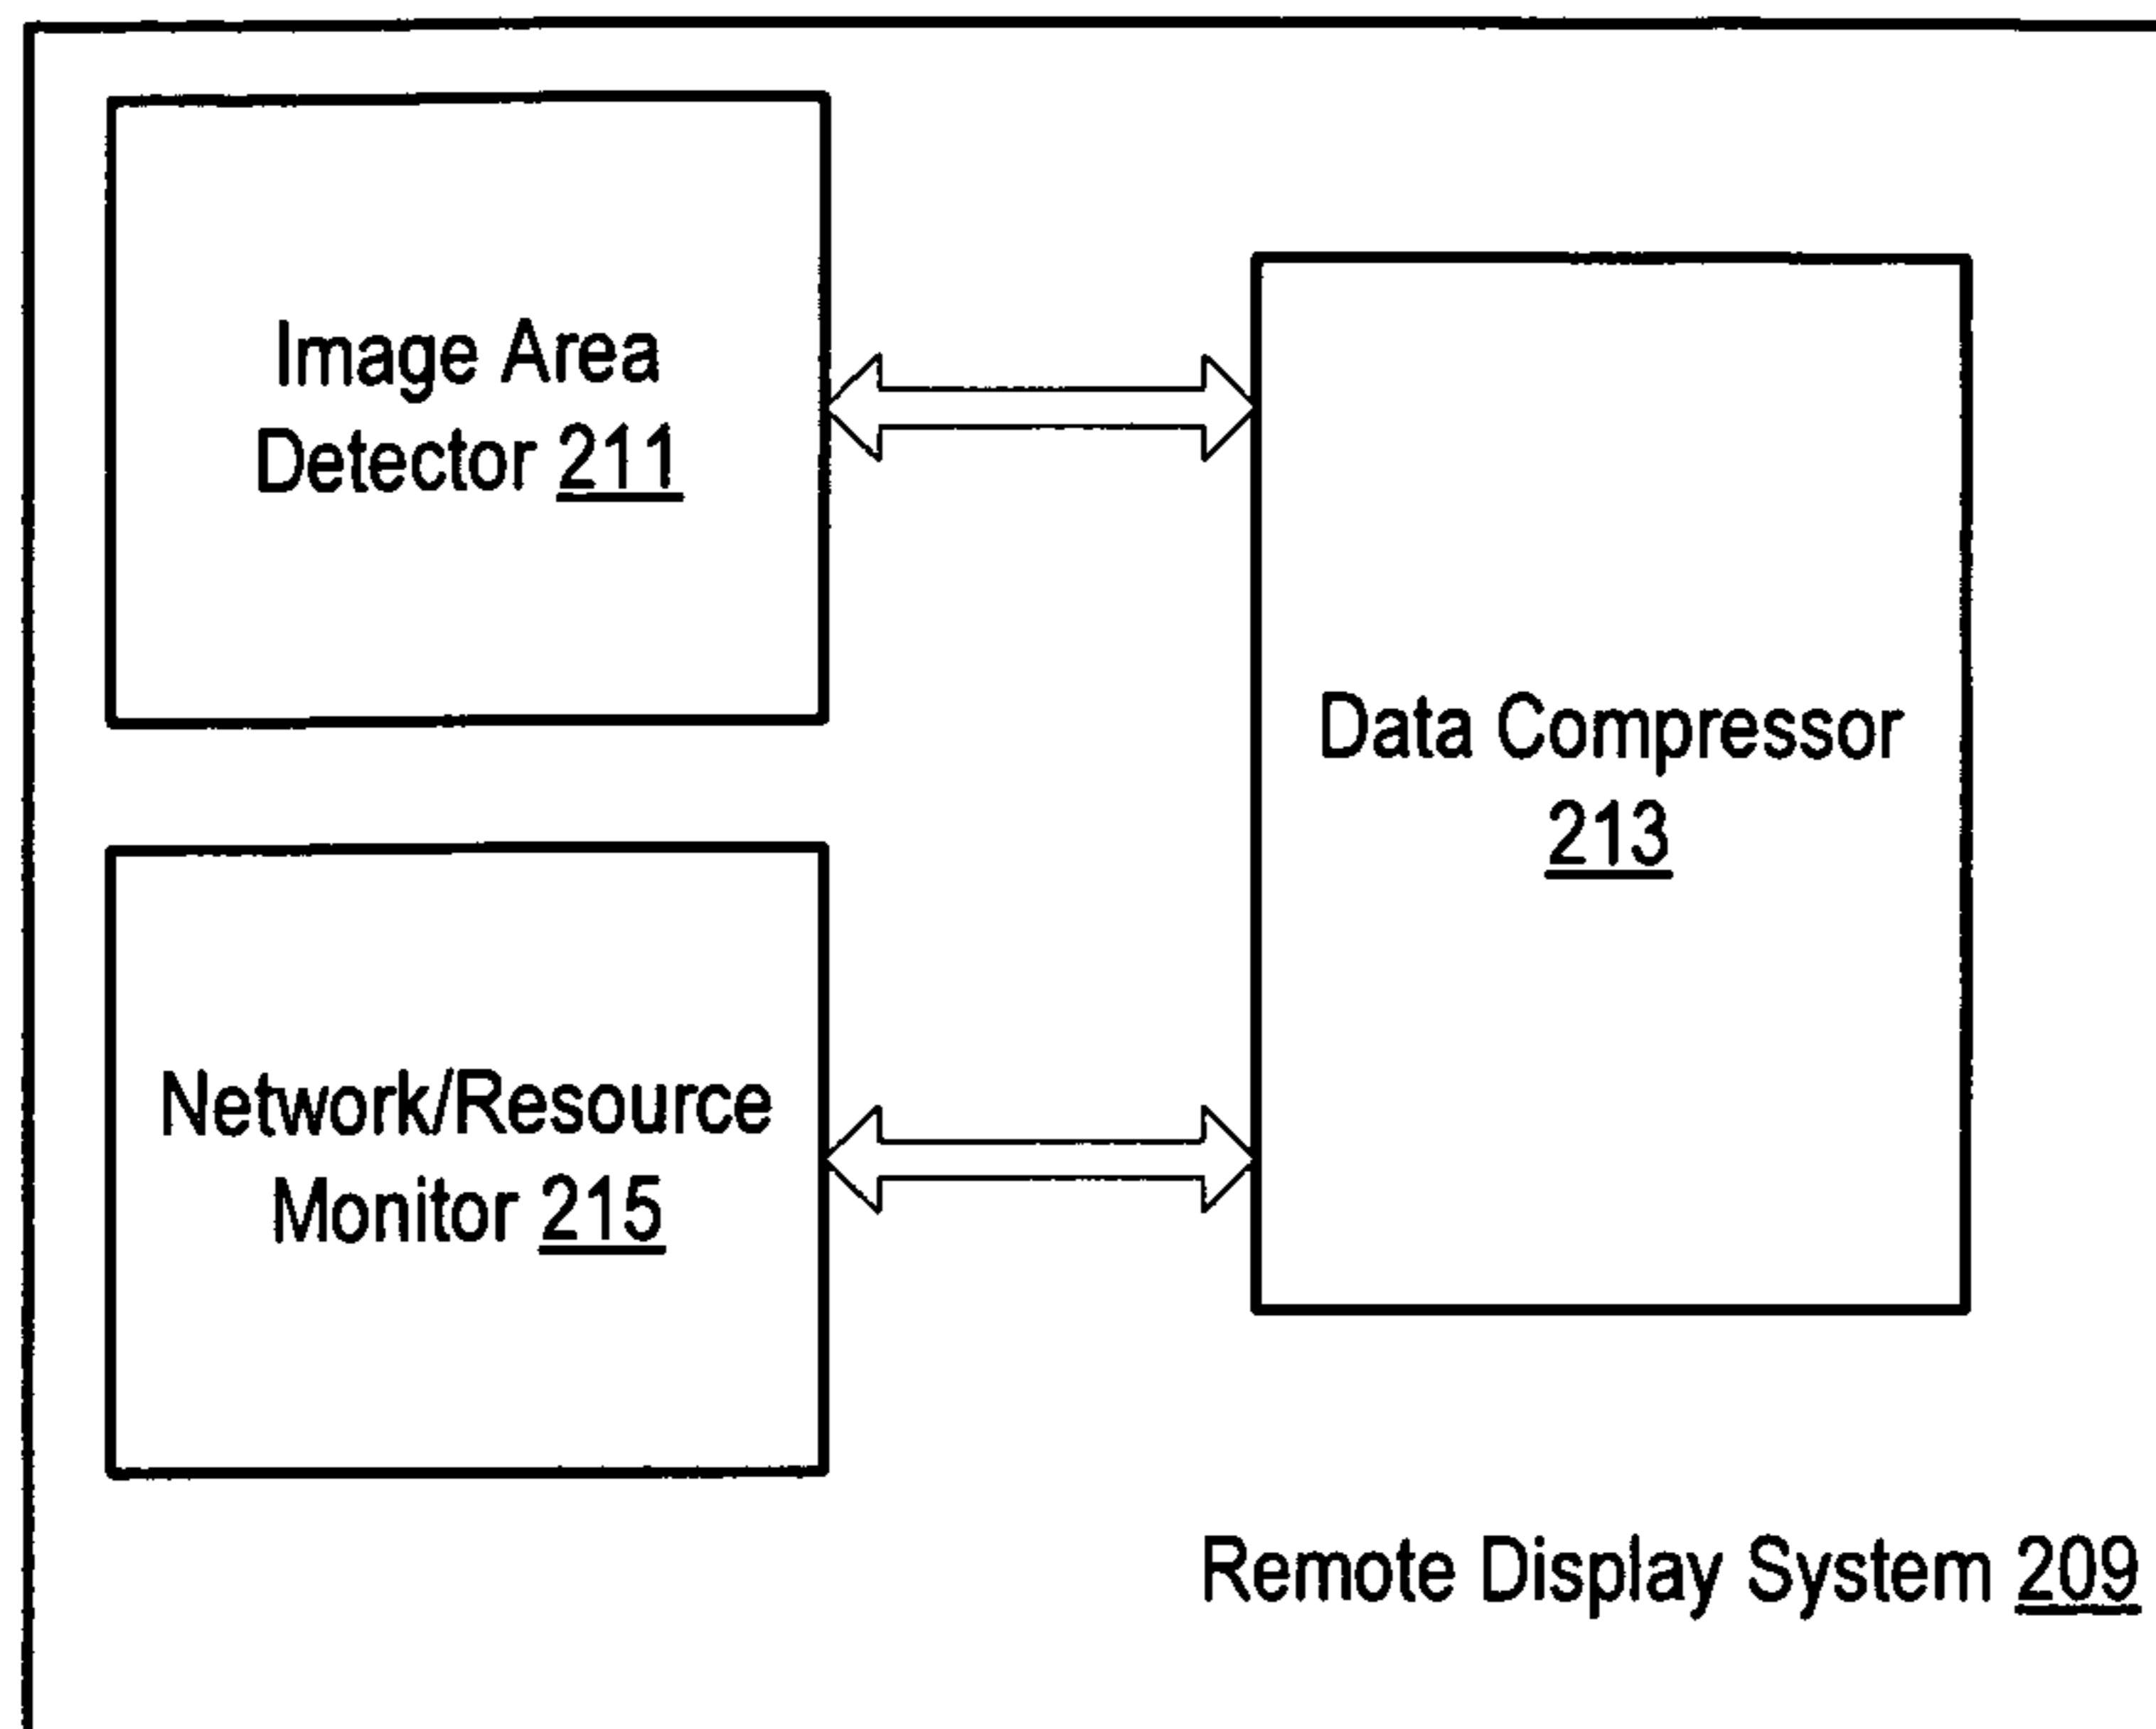 Image Area
Detector 211
Data Compressor
213
Network/Resource
Monitor 215
Remote Display System 209